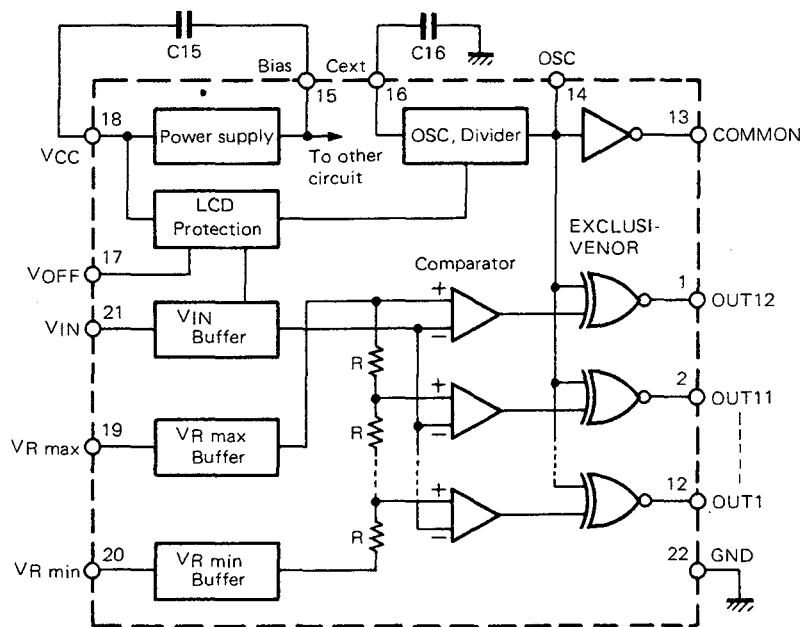 C15
C16
Bias
Cext
OSC
15
16
14
18
VCC
Power supply
To other
circuit
OSC, Divider
13
COMMON
LCD
Protection
17
VOFF
EXCLUSI-
VENOR
Comparator
21
VIN
VIN
Buffer
+
−
1
OUT12
R
+
−
2
OUT11
19
VR max
VR max
Buffer
R
+
−
12
OUT1
R
20
VR min
VR min
Buffer
22
GND